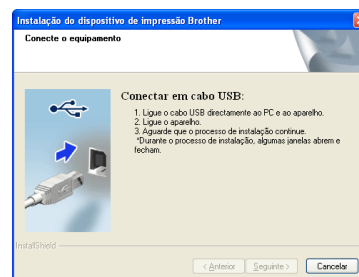 Instalação do dispositivo de impressão Brother
Conecte o equipamento
Conectar em cabo USB:
1. Ligue o cabo USB directamente ao PC e ao aparelho.
2. Ligue o aparelho.
3. Aguarde que o processo de instalação continue.
*Durante o processo de instalação, algumas janelas abrem e
fecham.
InstallShield
< Anterior
Seguinte >
Cancelar